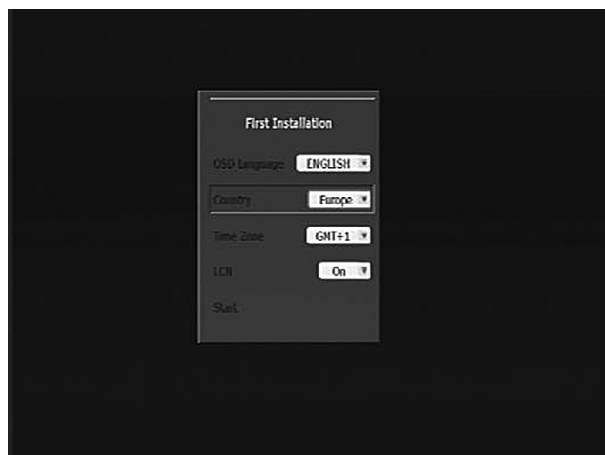 First Installation
OSD Language ENGLISH
Country Europe
Time Zone GMT+1
LCN On
Start